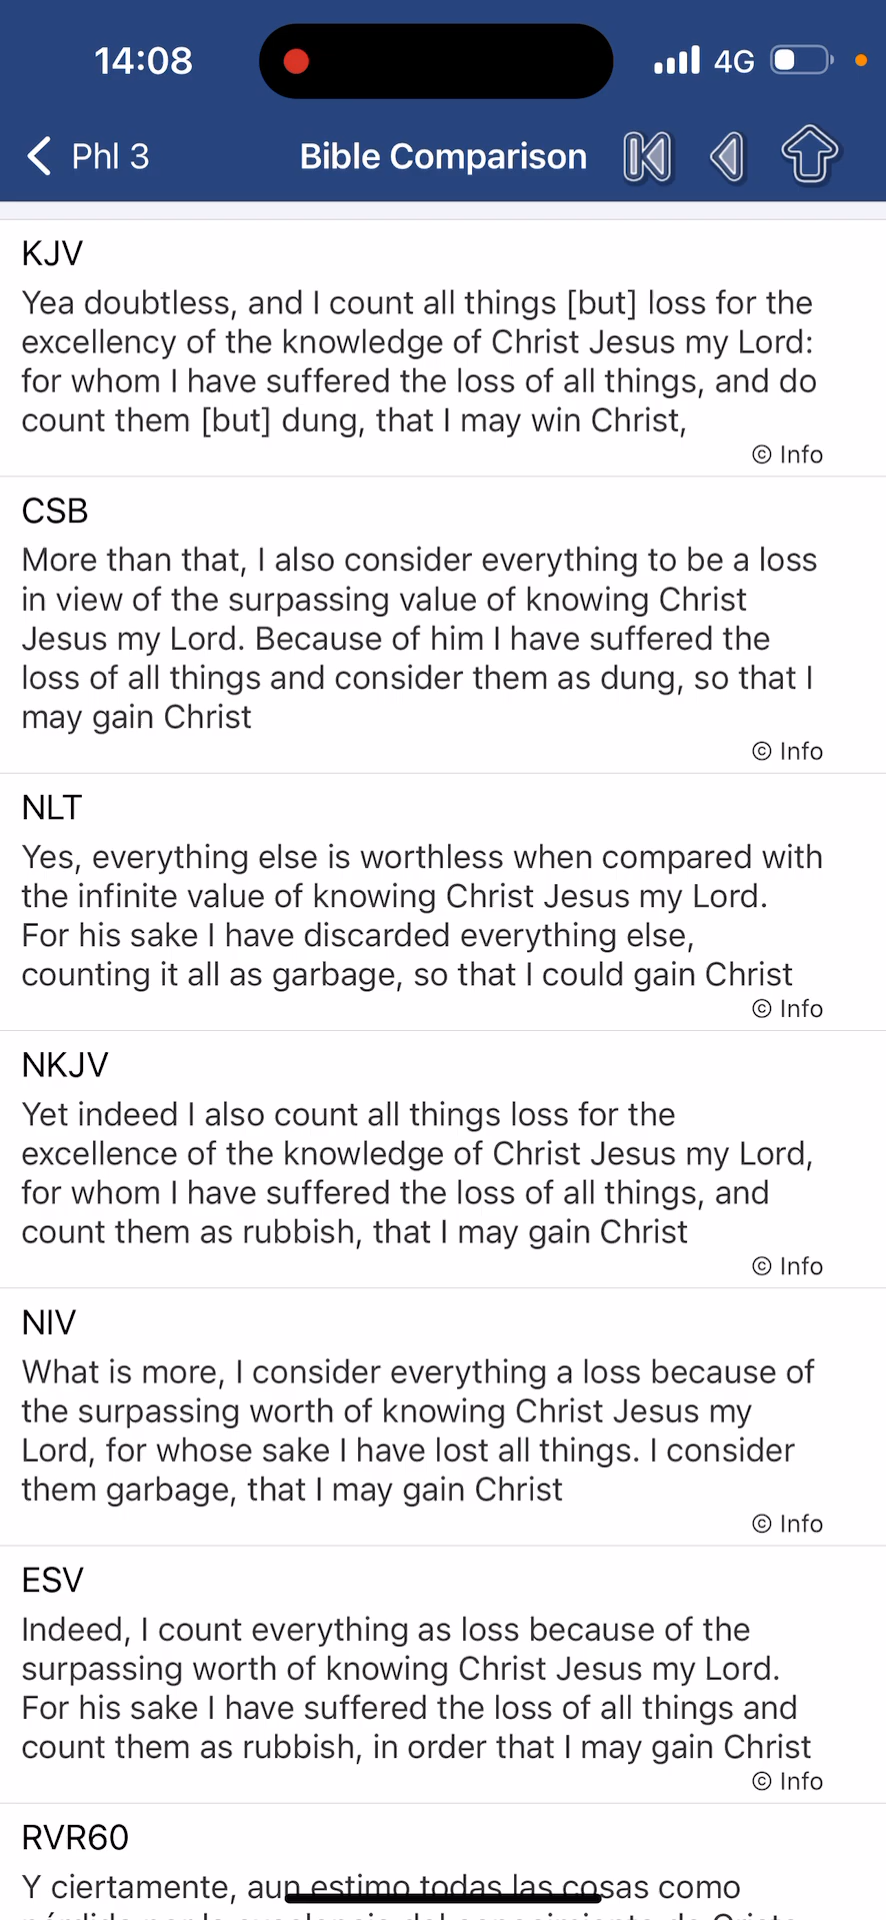 14:08
4G
Phl 3
Bible Comparison
KJV
Yea doubtless, and I count all things [but] loss for the
excellency of the knowledge of Christ Jesus my Lord:
for whom I have suffered the loss of all things, and do
count them [but] dung, that I may win Christ,
© Info
CSB
More than that, I also consider everything to be a loss
in view of the surpassing value of knowing Christ
Jesus my Lord. Because of him I have suffered the
loss of all things and consider them as dung, so that I
may gain Christ
© Info
NLT
Yes, everything else is worthless when compared with
the infinite value of knowing Christ Jesus my Lord.
For his sake I have discarded everything else,
counting it all as garbage, so that I could gain Christ
© Info
NKJV
Yet indeed I also count all things loss for the
excellence of the knowledge of Christ Jesus my Lord,
for whom I have suffered the loss of all things, and
count them as rubbish, that I may gain Christ
© Info
NIV
What is more, I consider everything a loss because of
the surpassing worth of knowing Christ Jesus my
Lord, for whose sake I have lost all things. I consider
them garbage, that I may gain Christ
© Info
ESV
Indeed, I count everything as loss because of the
surpassing worth of knowing Christ Jesus my Lord.
For his sake I have suffered the loss of all things and
count them as rubbish, in order that I may gain Christ
© Info
RVR60
Y ciertamente, aun estimo todas las cosas como